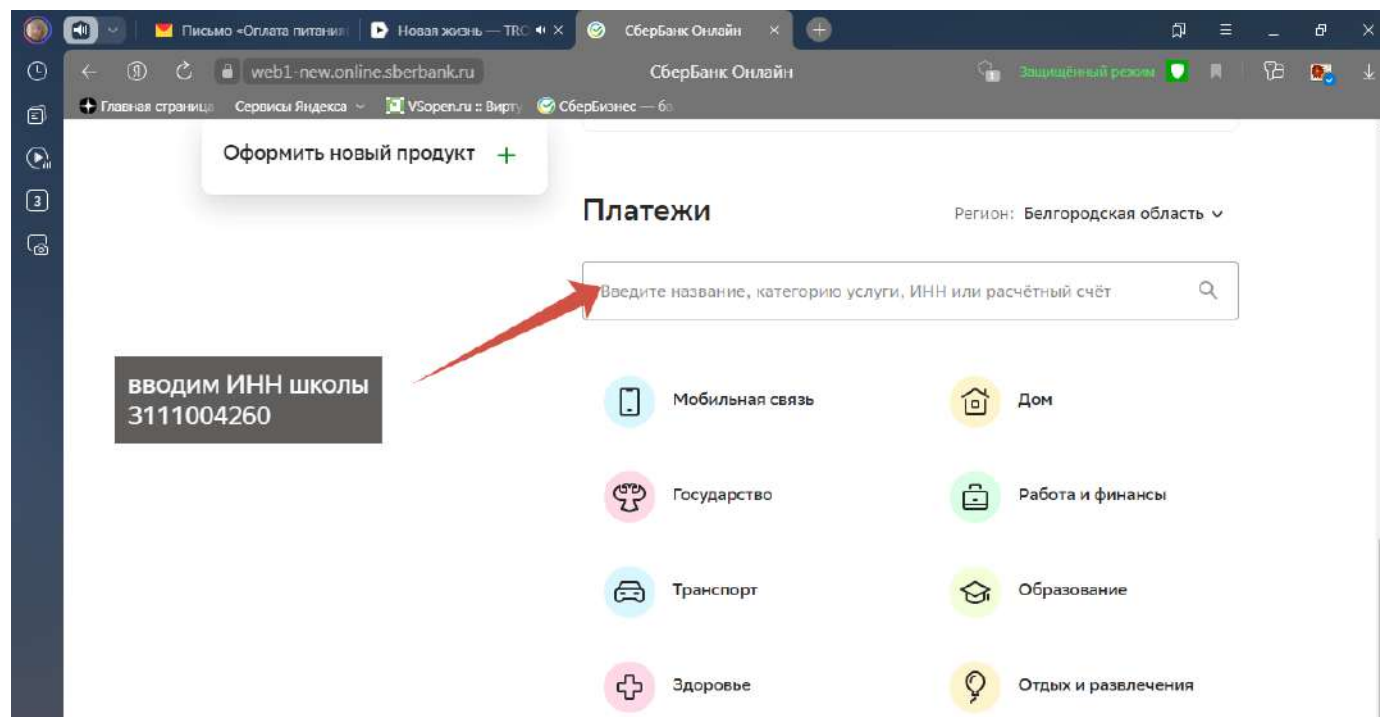 Письмо «Оплата питания
Новая жизнь — TRC
СберБанк Онлайн
web1-new.online.sberbank.ru
СберБанк Онлайн
1
Защищённый режим
Главная страница
Сервисы Яндекса
VSopen.ru :: Вирту
СберБизнес — бо
3
Оформить новый продукт +
Платежи
Регион: Белгородская область
Введите название, категорию услуги, ИНН или расчётный счёт
вводим ИНН школы
3111004260
Мобильная связь
Дом
Государство
Работа и финансы
Транспорт
Образование
Здоровье
Отдых и развлечения